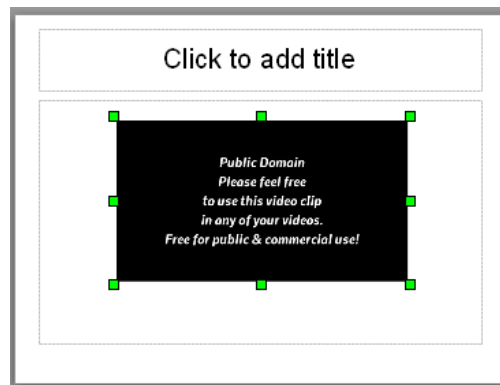 Click to add title
Public Domain
Please feel free
to use this video clip
in any of your videos.
Free for public & commercial use!